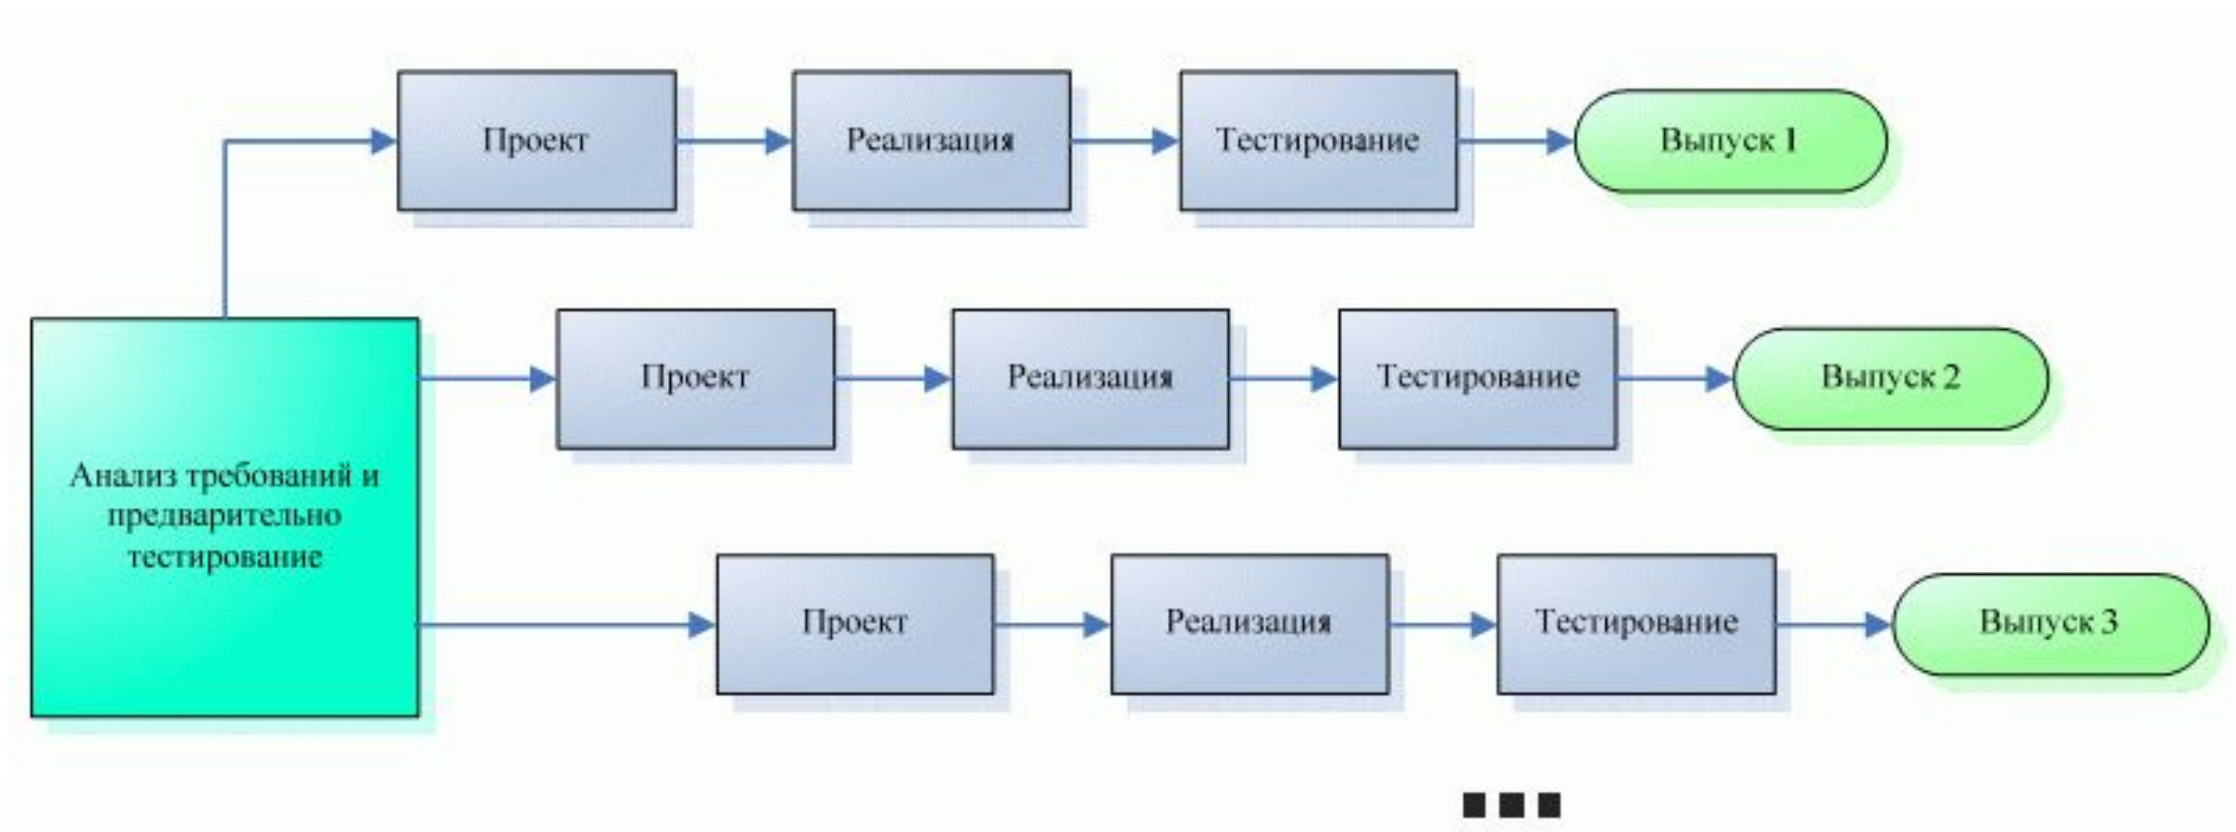 Проект
Реализация
Тестирование
Выпуск 1
Проект
Реализация
Тестирование
Выпуск 2
Анализ требований и
предварительно
тестирование
Проект
Реализация
Тестирование
Выпуск 3